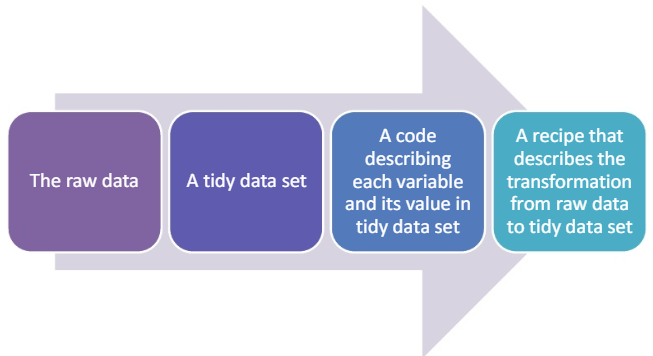 The raw data
A tidy data set
A code
describing
each variable
and its value in
tidy data set
A recipe that
describes the
transformation
from raw data
to tidy data set